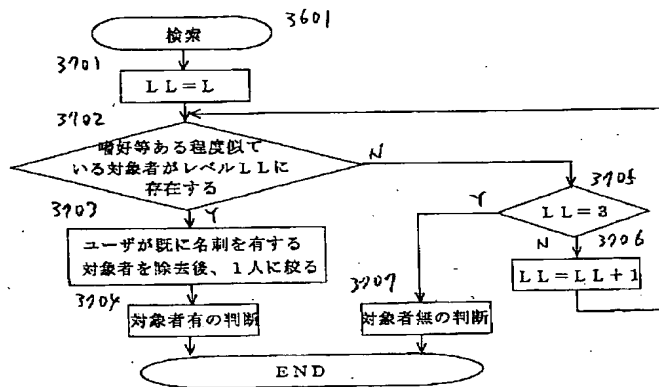 検索
3601
3701
LL=L
3702
嗜好等ある程度似て
いる対象者がレベルLLに
存在する
N
3705
LL=3
Y
N
3706
LL=LL+1
3703
Y
ユーザが既に名刺を有する
対象者を除去後、1人に絞る
3704
対象者有の判断
3707
対象者無の判断
END